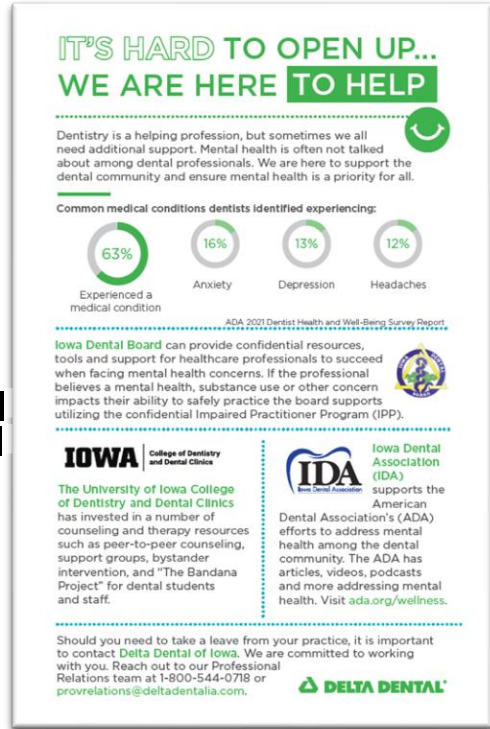 IT'S HARD TO OPEN UP...
WE ARE HERE TO HELP
Dentistry is a helping profession, but sometimes we all
need additional support. Mental health is often not talked
about among dental professionals. We are here to support the
dental community and ensure mental health is a priority for all.
Common medical conditions dentists identified experiencing:
63%
16%
13%
12%
Experienced a
medical condition
Anxiety
Depression
Headaches
ADA 2021 Dentist Health and Well-Being Survey Report
Iowa Dental Board can provide confidential resources,
tools and support for healthcare professionals to succeed
when facing mental health concerns. If the professional
believes a mental health, substance use or other concern
impacts their ability to safely practice the board supports
utilizing the confidential Impaired Practitioner Program (IPP).
IOWA
College of Dentistry
and Dental Clinics
The University of Iowa College
of Dentistry and Dental Clinics
has invested in a number of
counseling and therapy resources
such as peer-to-peer counseling,
support groups, bystander
intervention, and “The Bandana
Project” for dental students
and staff.
IDA
Iowa Dental Association
Iowa Dental
Association
(IDA)
supports the
American
Dental Association's (ADA)
efforts to address mental
health among the dental
community. The ADA has
articles, videos, podcasts
and more addressing mental
health. Visit ada.org/wellness.
Should you need to take a leave from your practice, it is important
to contact Delta Dental of Iowa. We are committed to working
with you. Reach out to our Professional
Relations team at 1-800-544-0718 or
provrelations@deltadentalia.com.
DELTA DENTAL®